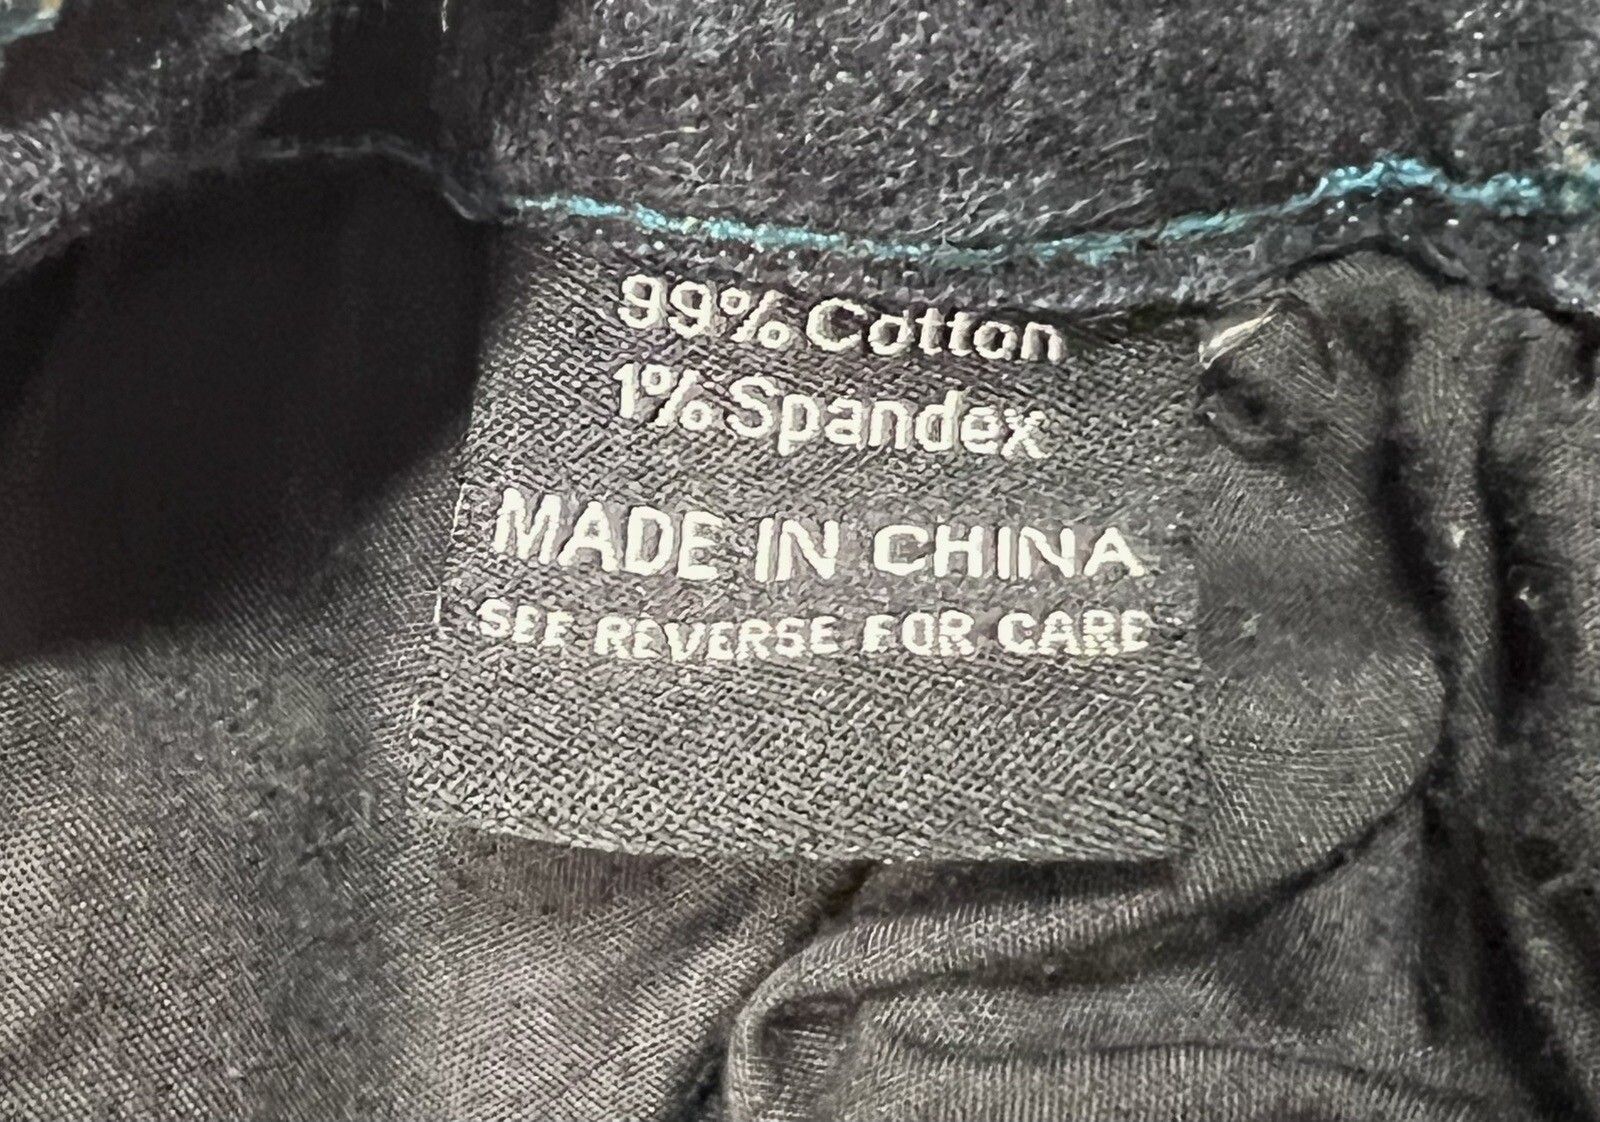 99% Cotton
1% Spandex
MADE IN CHINA
SEE REVERSE FOR CARE